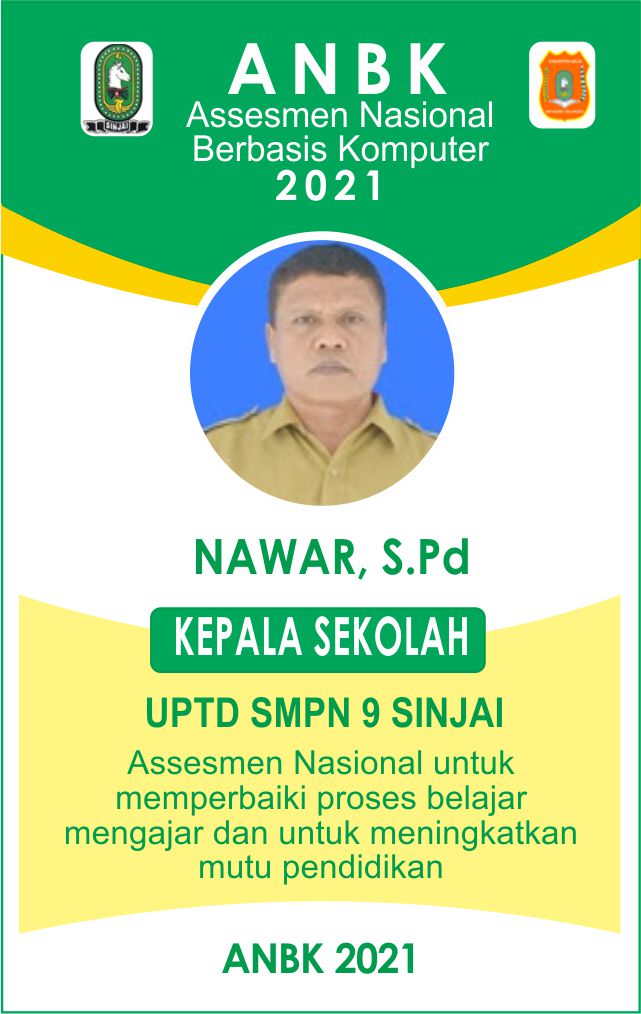 ANBK
Assesmen Nasional
Berbasis Komputer
2021
SINJAI
NAWAR, S.Pd
KEPALA SEKOLAH
UPTD SMPN 9 SINJAI
Assesmen Nasional untuk
memperbaiki proses belajar
mengajar dan untuk meningkatkan
mutu pendidikan
ANBK 2021